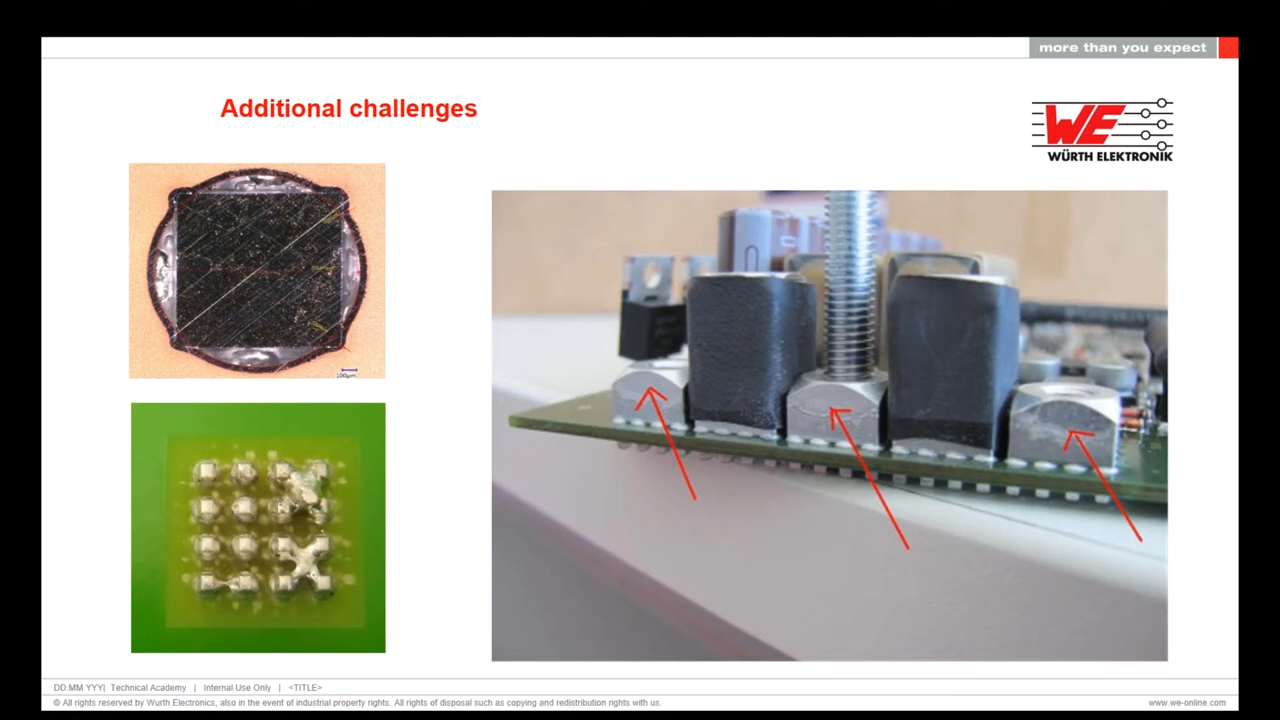 more than you expect
Additional challenges
WE
WÜRTH ELEKTRONIK
100µm
DD.MM.YYY| Technical Academy | Internal Use Only | <TITLE>
© All rights reserved by Wurth Electronics, also in the event of industrial property rights. All rights of disposal such as copying and redistribution rights with us.
www.we-online.com